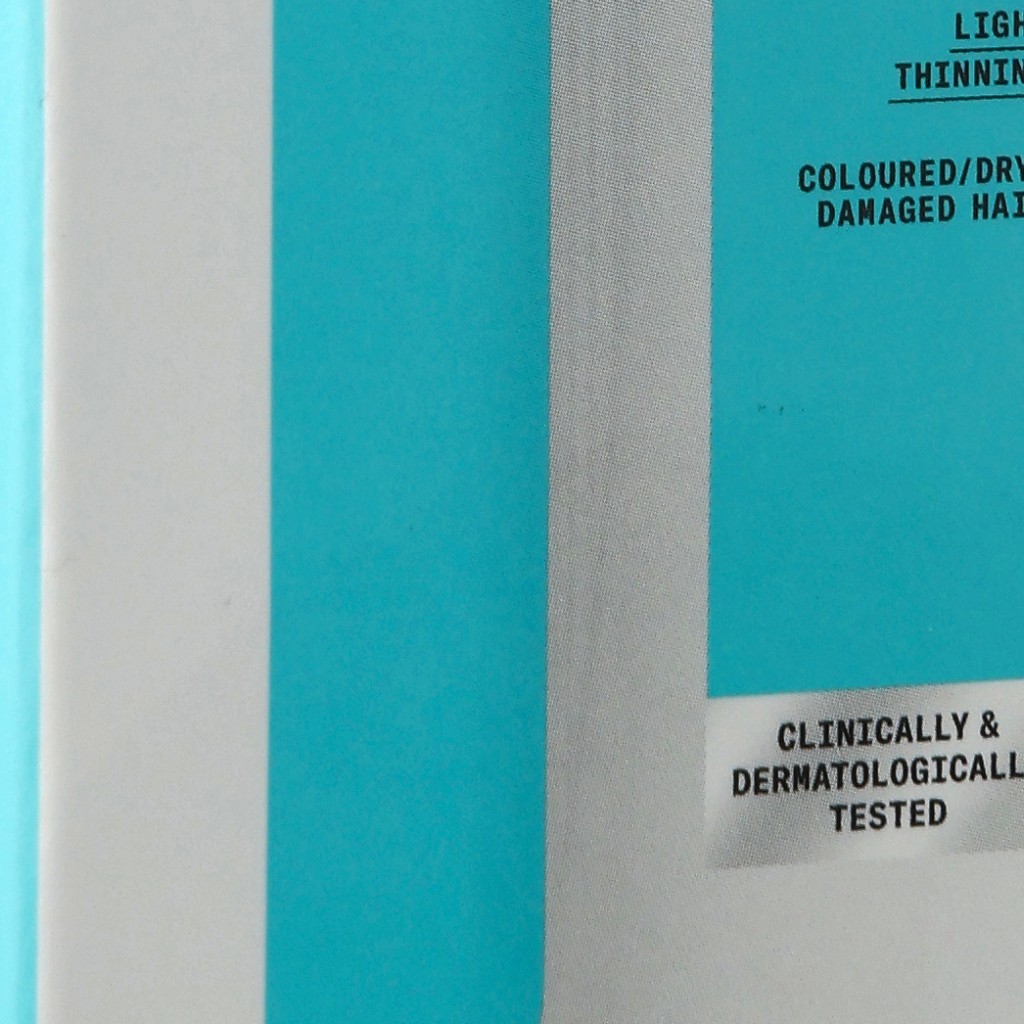 LIGH
THINNIN
COLOURED/DRY
DAMAGED HAI
CLINICALLY &
DERMATOLOGICALL
TESTED